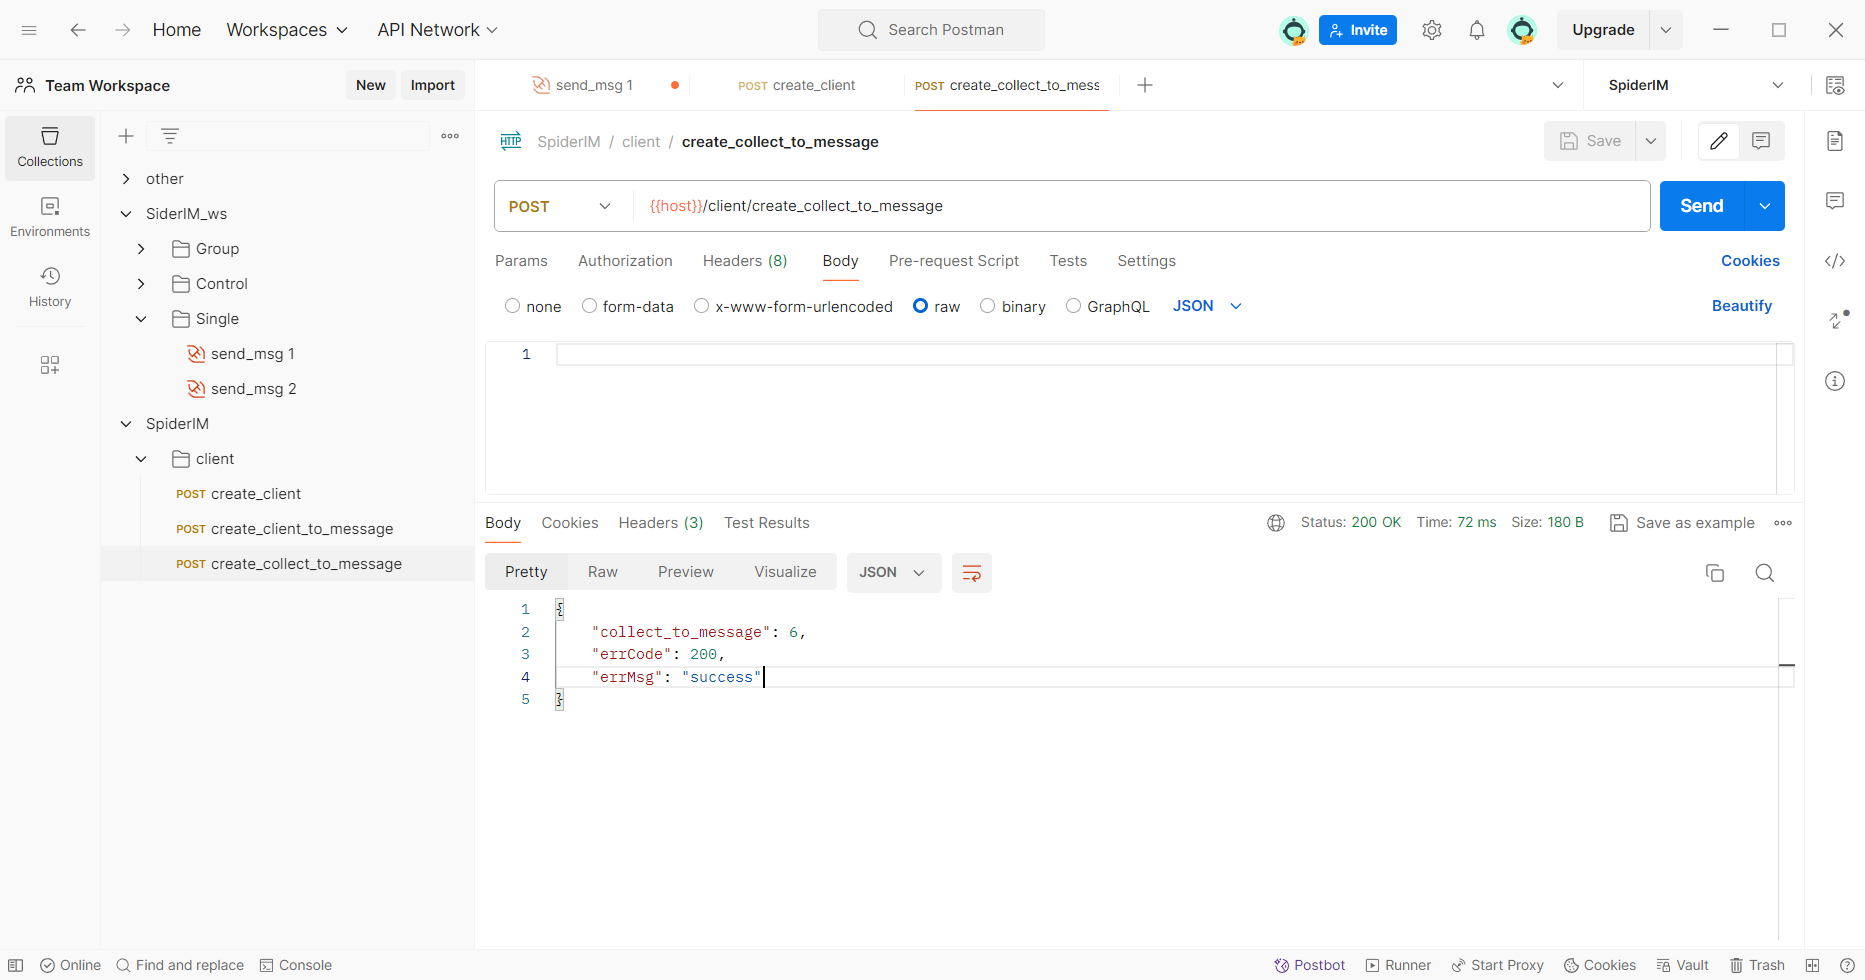 Home Workspaces API Network Search Postman Invite Upgrade
Team Workspace New Import send_msg 1 POST create_client POST create_collect_to_mess SpiderIM
Collections
Environments
History
other
SiderIM_ws
Group
Control
Single
send_msg 1
send_msg 2
SpiderIM
client
POST create_client
POST create_client_to_message
POST create_collect_to_message
HTTP SpiderIM / client / create_collect_to_message Save
POST {{host}}/client/create_collect_to_message Send
Params Authorization Headers (8) Body Pre-request Script Tests Settings Cookies
none form-data x-www-form-urlencoded raw binary GraphQL JSON Beautify
1
Body Cookies Headers (3) Test Results Status: 200 OK Time: 72 ms Size: 180 B Save as example
Pretty Raw Preview Visualize JSON
1 {
2 "collect_to_message": 6,
3 "errCode": 200,
4 "errMsg": "success"
5 }
Online Find and replace Console Postbot Runner Start Proxy Cookies Vault Trash